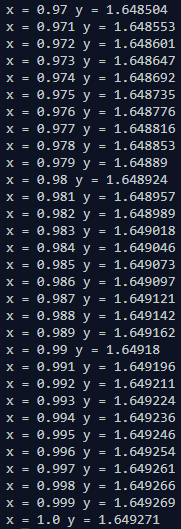 x = 0.97 y = 1.648504
x = 0.971 y = 1.648553
x = 0.972 y = 1.648601
x = 0.973 y = 1.648647
x = 0.974 y = 1.648692
x = 0.975 y = 1.648735
x = 0.976 y = 1.648776
x = 0.977 y = 1.648816
x = 0.978 y = 1.648853
x = 0.979 y = 1.64889
x = 0.98 y = 1.648924
x = 0.981 y = 1.648957
x = 0.982 y = 1.648989
x = 0.983 y = 1.649018
x = 0.984 y = 1.649046
x = 0.985 y = 1.649073
x = 0.986 y = 1.649097
x = 0.987 y = 1.649121
x = 0.988 y = 1.649142
x = 0.989 y = 1.649162
x = 0.99 y = 1.64918
x = 0.991 y = 1.649196
x = 0.992 y = 1.649211
x = 0.993 y = 1.649224
x = 0.994 y = 1.649236
x = 0.995 y = 1.649246
x = 0.996 y = 1.649254
x = 0.997 y = 1.649261
x = 0.998 y = 1.649266
x = 0.999 y = 1.649269
x = 1.0 y = 1.649271